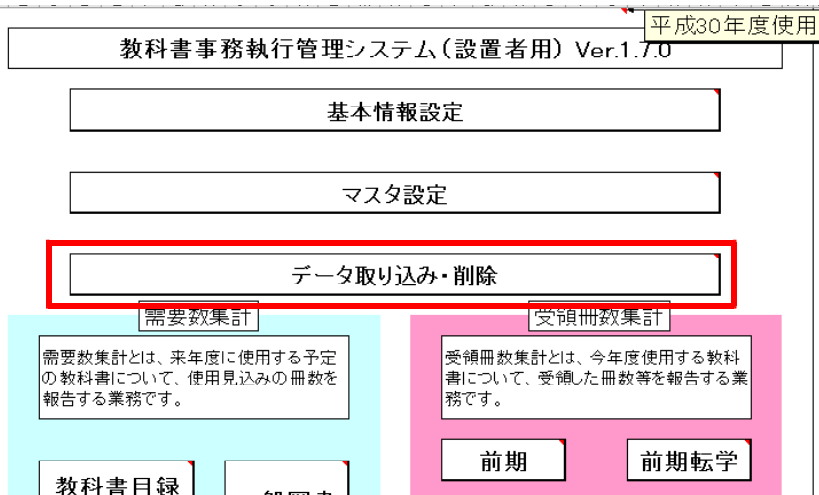 平成30年度使用
教科書事務執行管理システム(設置者用) Ver.1.7.0
基本情報設定
マスタ設定
データ取り込み・削除
需要数集計
需要数集計とは、来年度に使用する予定
の教科書について、使用見込みの冊数を
報告する業務です。
受領冊数集計
受領冊数集計とは、今年度使用する教科
書について、受領した冊数等を報告する業
務です。
前期
前期転学
教科書目録